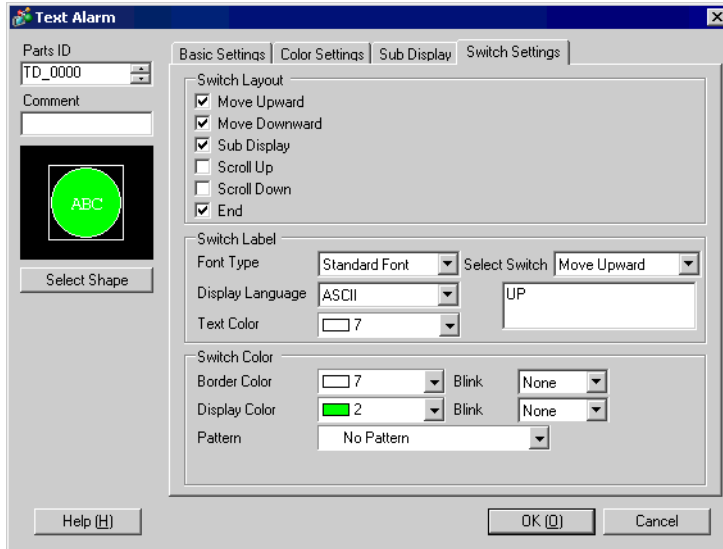 Text Alarm
Parts ID
TD_0000
Comment
ABC
Select Shape
Basic Settings
Color Settings
Sub Display
Switch Settings
Switch Layout
Move Upward
Move Downward
Sub Display
Scroll Up
Scroll Down
End
Switch Label
Font Type
Standard Font
Select Switch
Move Upward
Display Language
ASCII
UP
Text Color
7
Switch Color
Border Color
7
Blink
None
Display Color
2
Blink
None
Pattern
No Pattern
Help (H)
OK (O)
Cancel